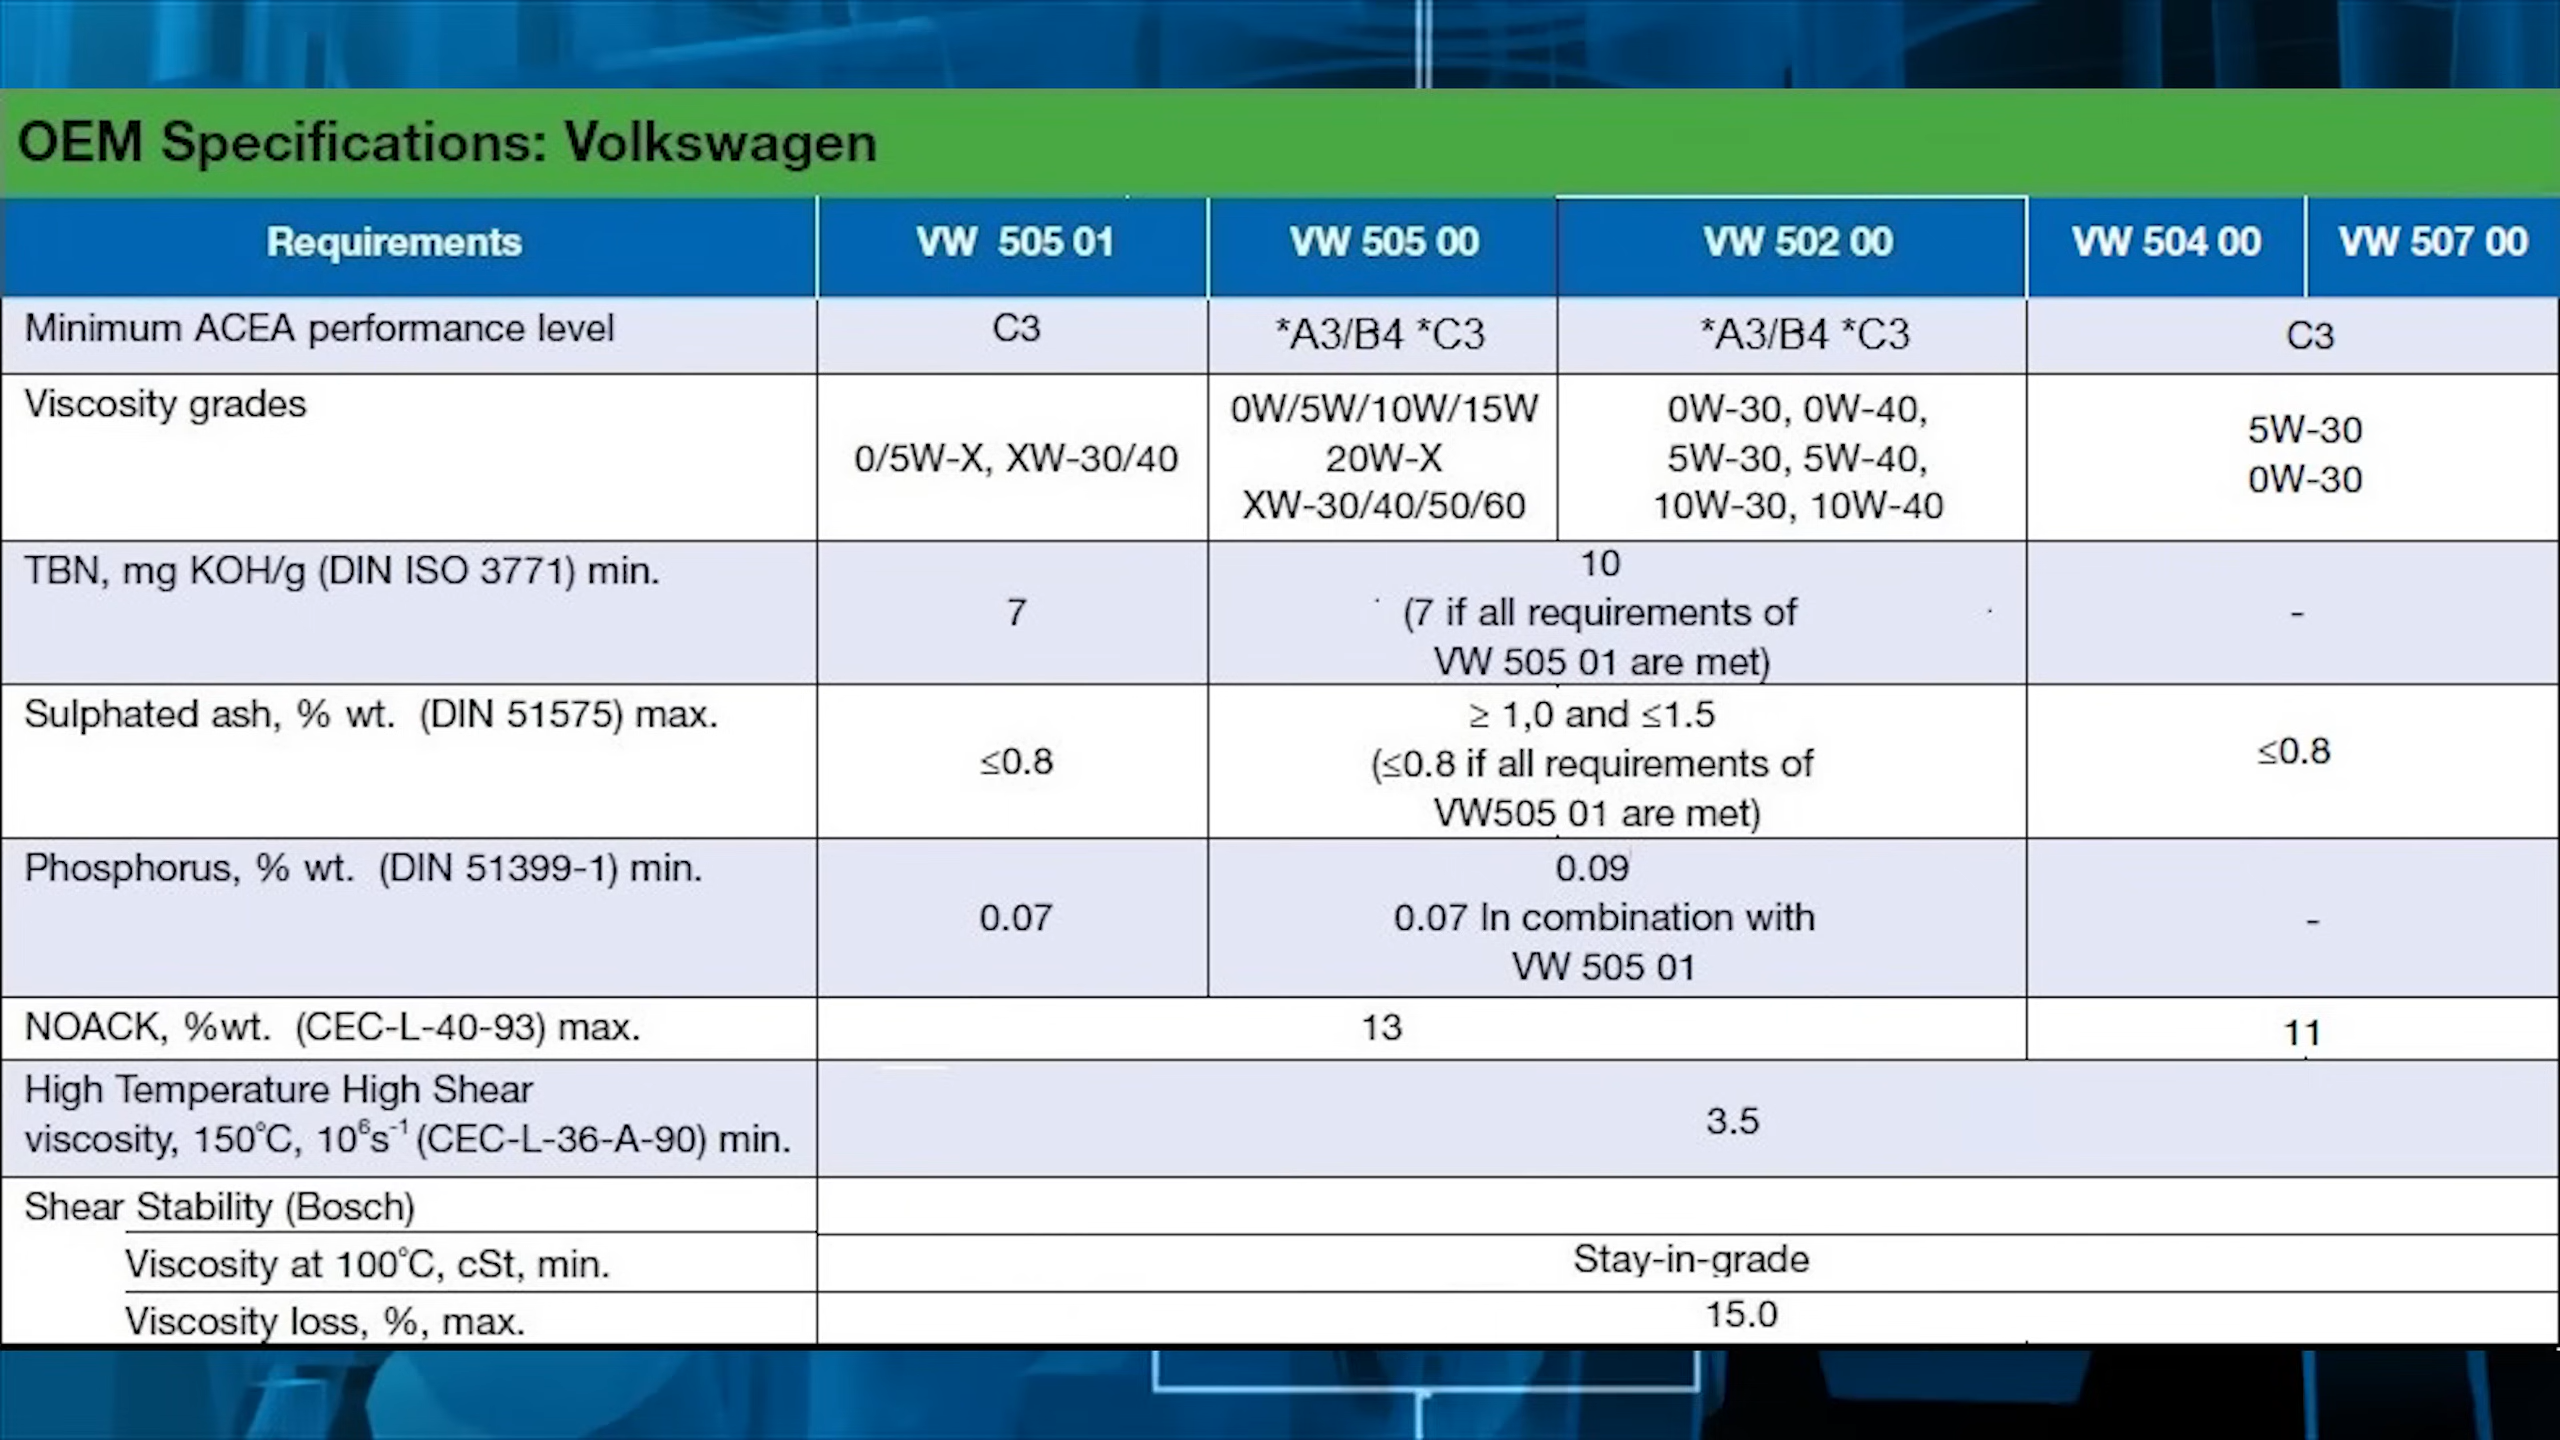 OEM Specifications: Volkswagen
Requirements
VW  505 01
VW 505 00
VW 502 00
VW 504 00
VW 507 00
Minimum ACEA performance level
C3
*A3/B4 *C3
*A3/B4 *C3
C3
Viscosity grades
0/5W-X, XW-30/40
0W/5W/10W/15W
20W-X
XW-30/40/50/60
0W-30, 0W-40,
5W-30, 5W-40,
10W-30, 10W-40
5W-30
0W-30
TBN, mg KOH/g (DIN ISO 3771) min.
7
10
(7 if all requirements of
VW 505 01 are met)
-
Sulphated ash, % wt.  (DIN 51575) max.
≤0.8
≥ 1,0 and ≤1.5
(≤0.8 if all requirements of
VW505 01 are met)
≤0.8
Phosphorus, % wt.  (DIN 51399-1) min.
0.07
0.09
0.07 In combination with
VW 505 01
-
NOACK, %wt.  (CEC-L-40-93) max.
13
11
High Temperature High Shear
viscosity, 150°C, 10⁶s⁻¹ (CEC-L-36-A-90) min.
3.5
Shear Stability (Bosch)
Viscosity at 100°C, cSt, min.
Stay-in-grade
Viscosity loss, %, max.
15.0